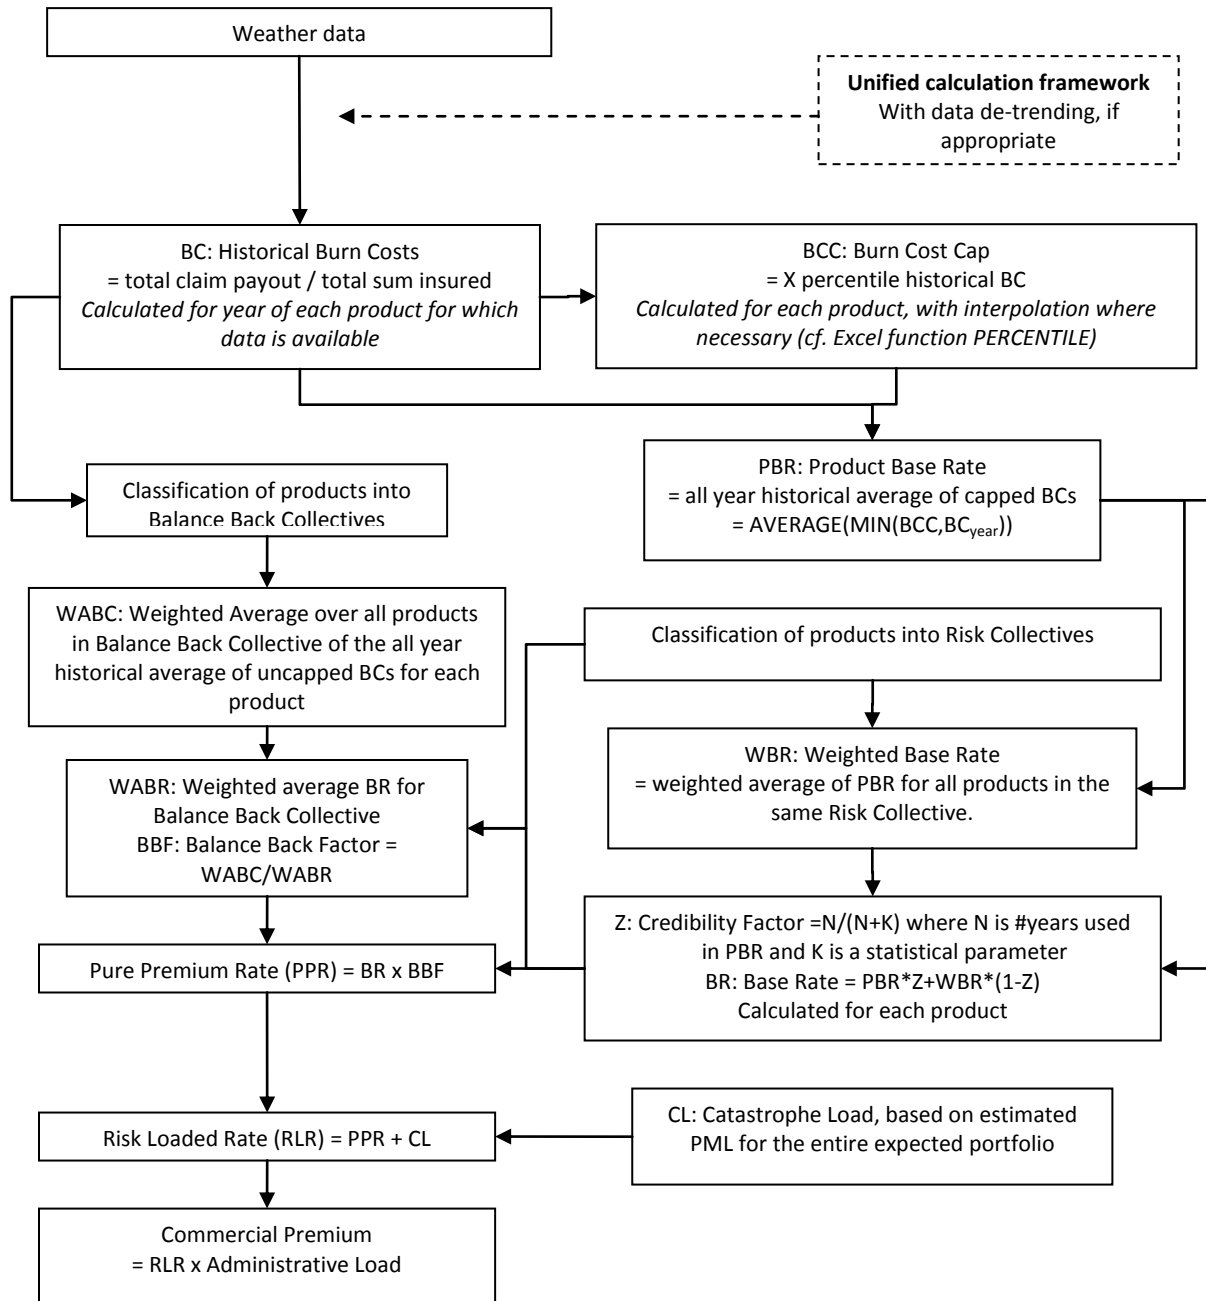 Weather data
Unified calculation framework
With data de-trending, if
appropriate
BC: Historical Burn Costs
= total claim payout / total sum insured
Calculated for year of each product for which
data is available
BCC: Burn Cost Cap
= X percentile historical BC
Calculated for each product, with interpolation where
necessary (cf. Excel function PERCENTILE)
PBR: Product Base Rate
= all year historical average of capped BCs
= AVERAGE(MIN(BCC,BCyear))
Classification of products into
Balance Back Collectives
WABC: Weighted Average over all products
in Balance Back Collective of the all year
historical average of uncapped BCs for each
product
Classification of products into Risk Collectives
WBR: Weighted Base Rate
= weighted average of PBR for all products in the
same Risk Collective.
WABR: Weighted average BR for
Balance Back Collective
BBF: Balance Back Factor =
WABC/WABR
Z: Credibility Factor =N/(N+K) where N is #years used
in PBR and K is a statistical parameter
BR: Base Rate = PBR*Z+WBR*(1-Z)
Calculated for each product
Pure Premium Rate (PPR) = BR x BBF
CL: Catastrophe Load, based on estimated
PML for the entire expected portfolio
Risk Loaded Rate (RLR) = PPR + CL
Commercial Premium
= RLR x Administrative Load